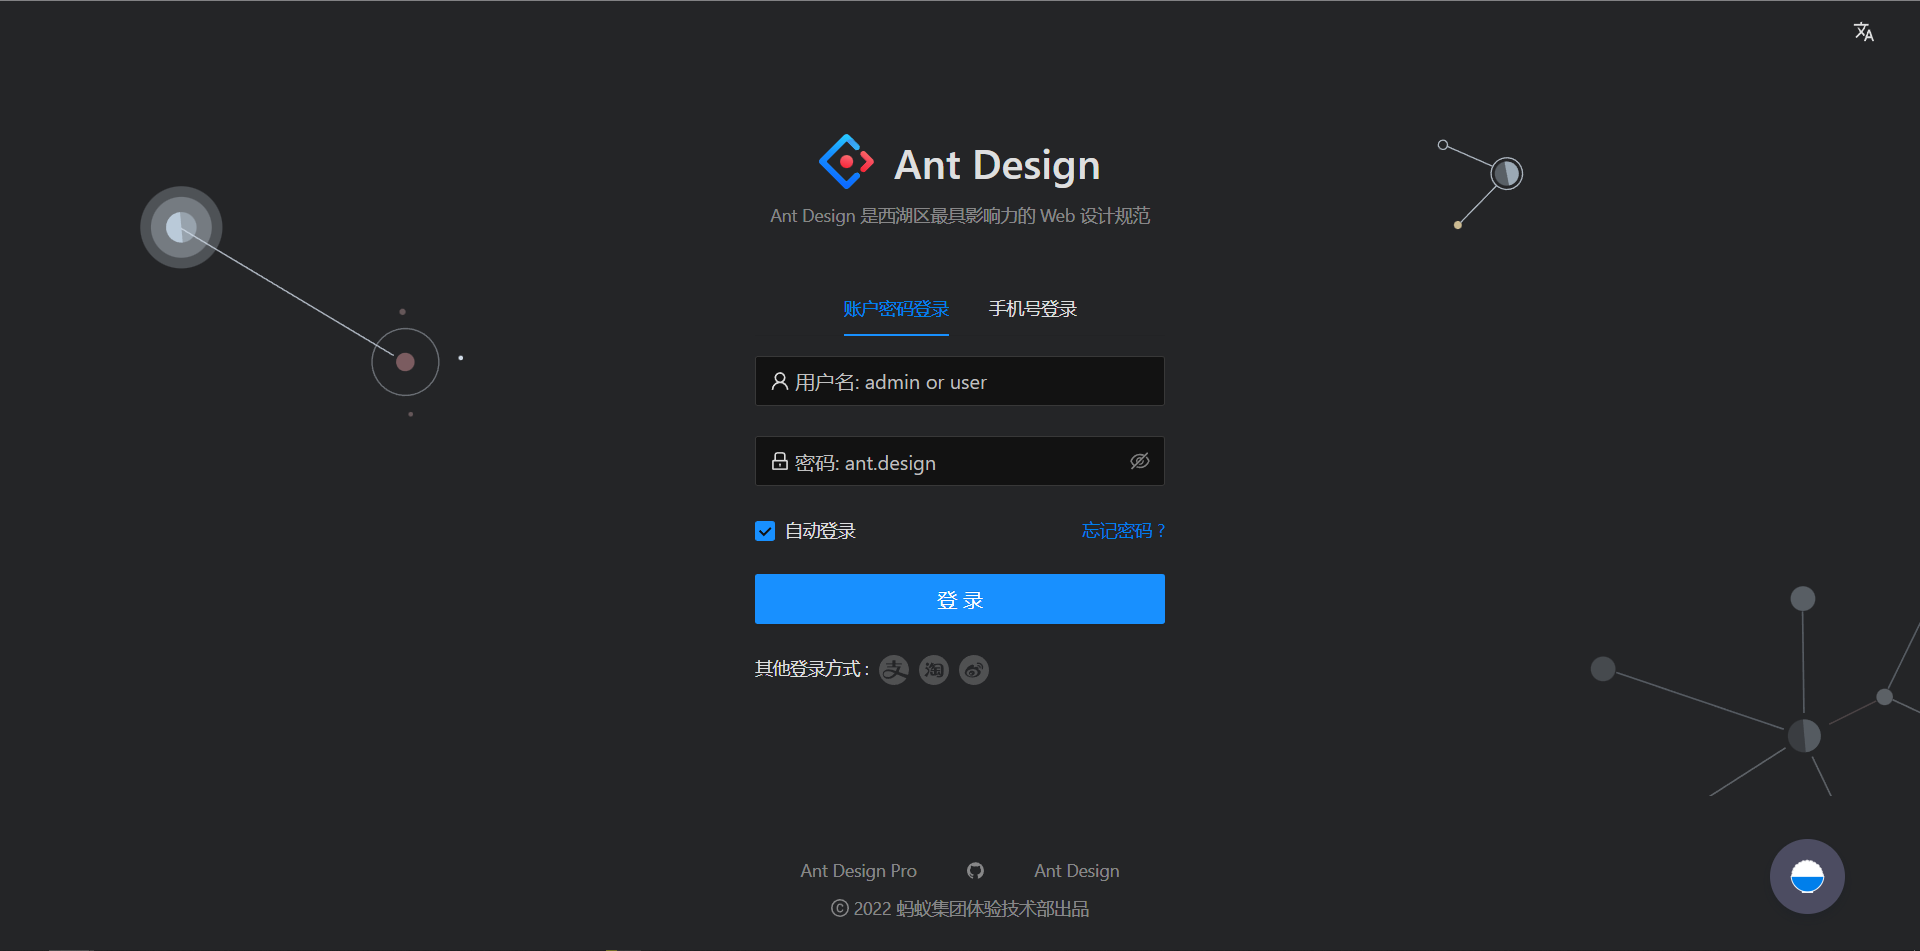 Ant Design
Ant Design 是西湖区最具影响力的 Web 设计规范
账户密码登录 手机号登录
用户名: admin or user
密码: ant.design
自动登录 忘记密码 ?
登 录
其他登录方式 : 支 淘
Ant Design Pro Ant Design
© 2022 蚂蚁集团体验技术部出品